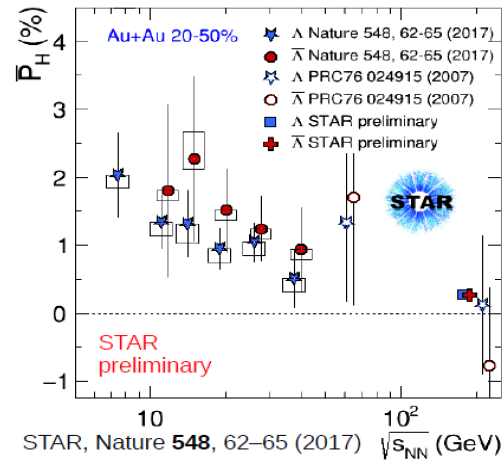 P̅_H (%)
Au+Au 20-50%
Λ Nature 548, 62-65 (2017)
Λ̅ Nature 548, 62-65 (2017)
Λ PRC76 024915 (2007)
Λ̅ PRC76 024915 (2007)
Λ STAR preliminary
Λ̅ STAR preliminary
STAR
4
3
2
1
0
−1
STAR
preliminary
10
10²
√s_NN (GeV)
STAR, Nature 548, 62–65 (2017)